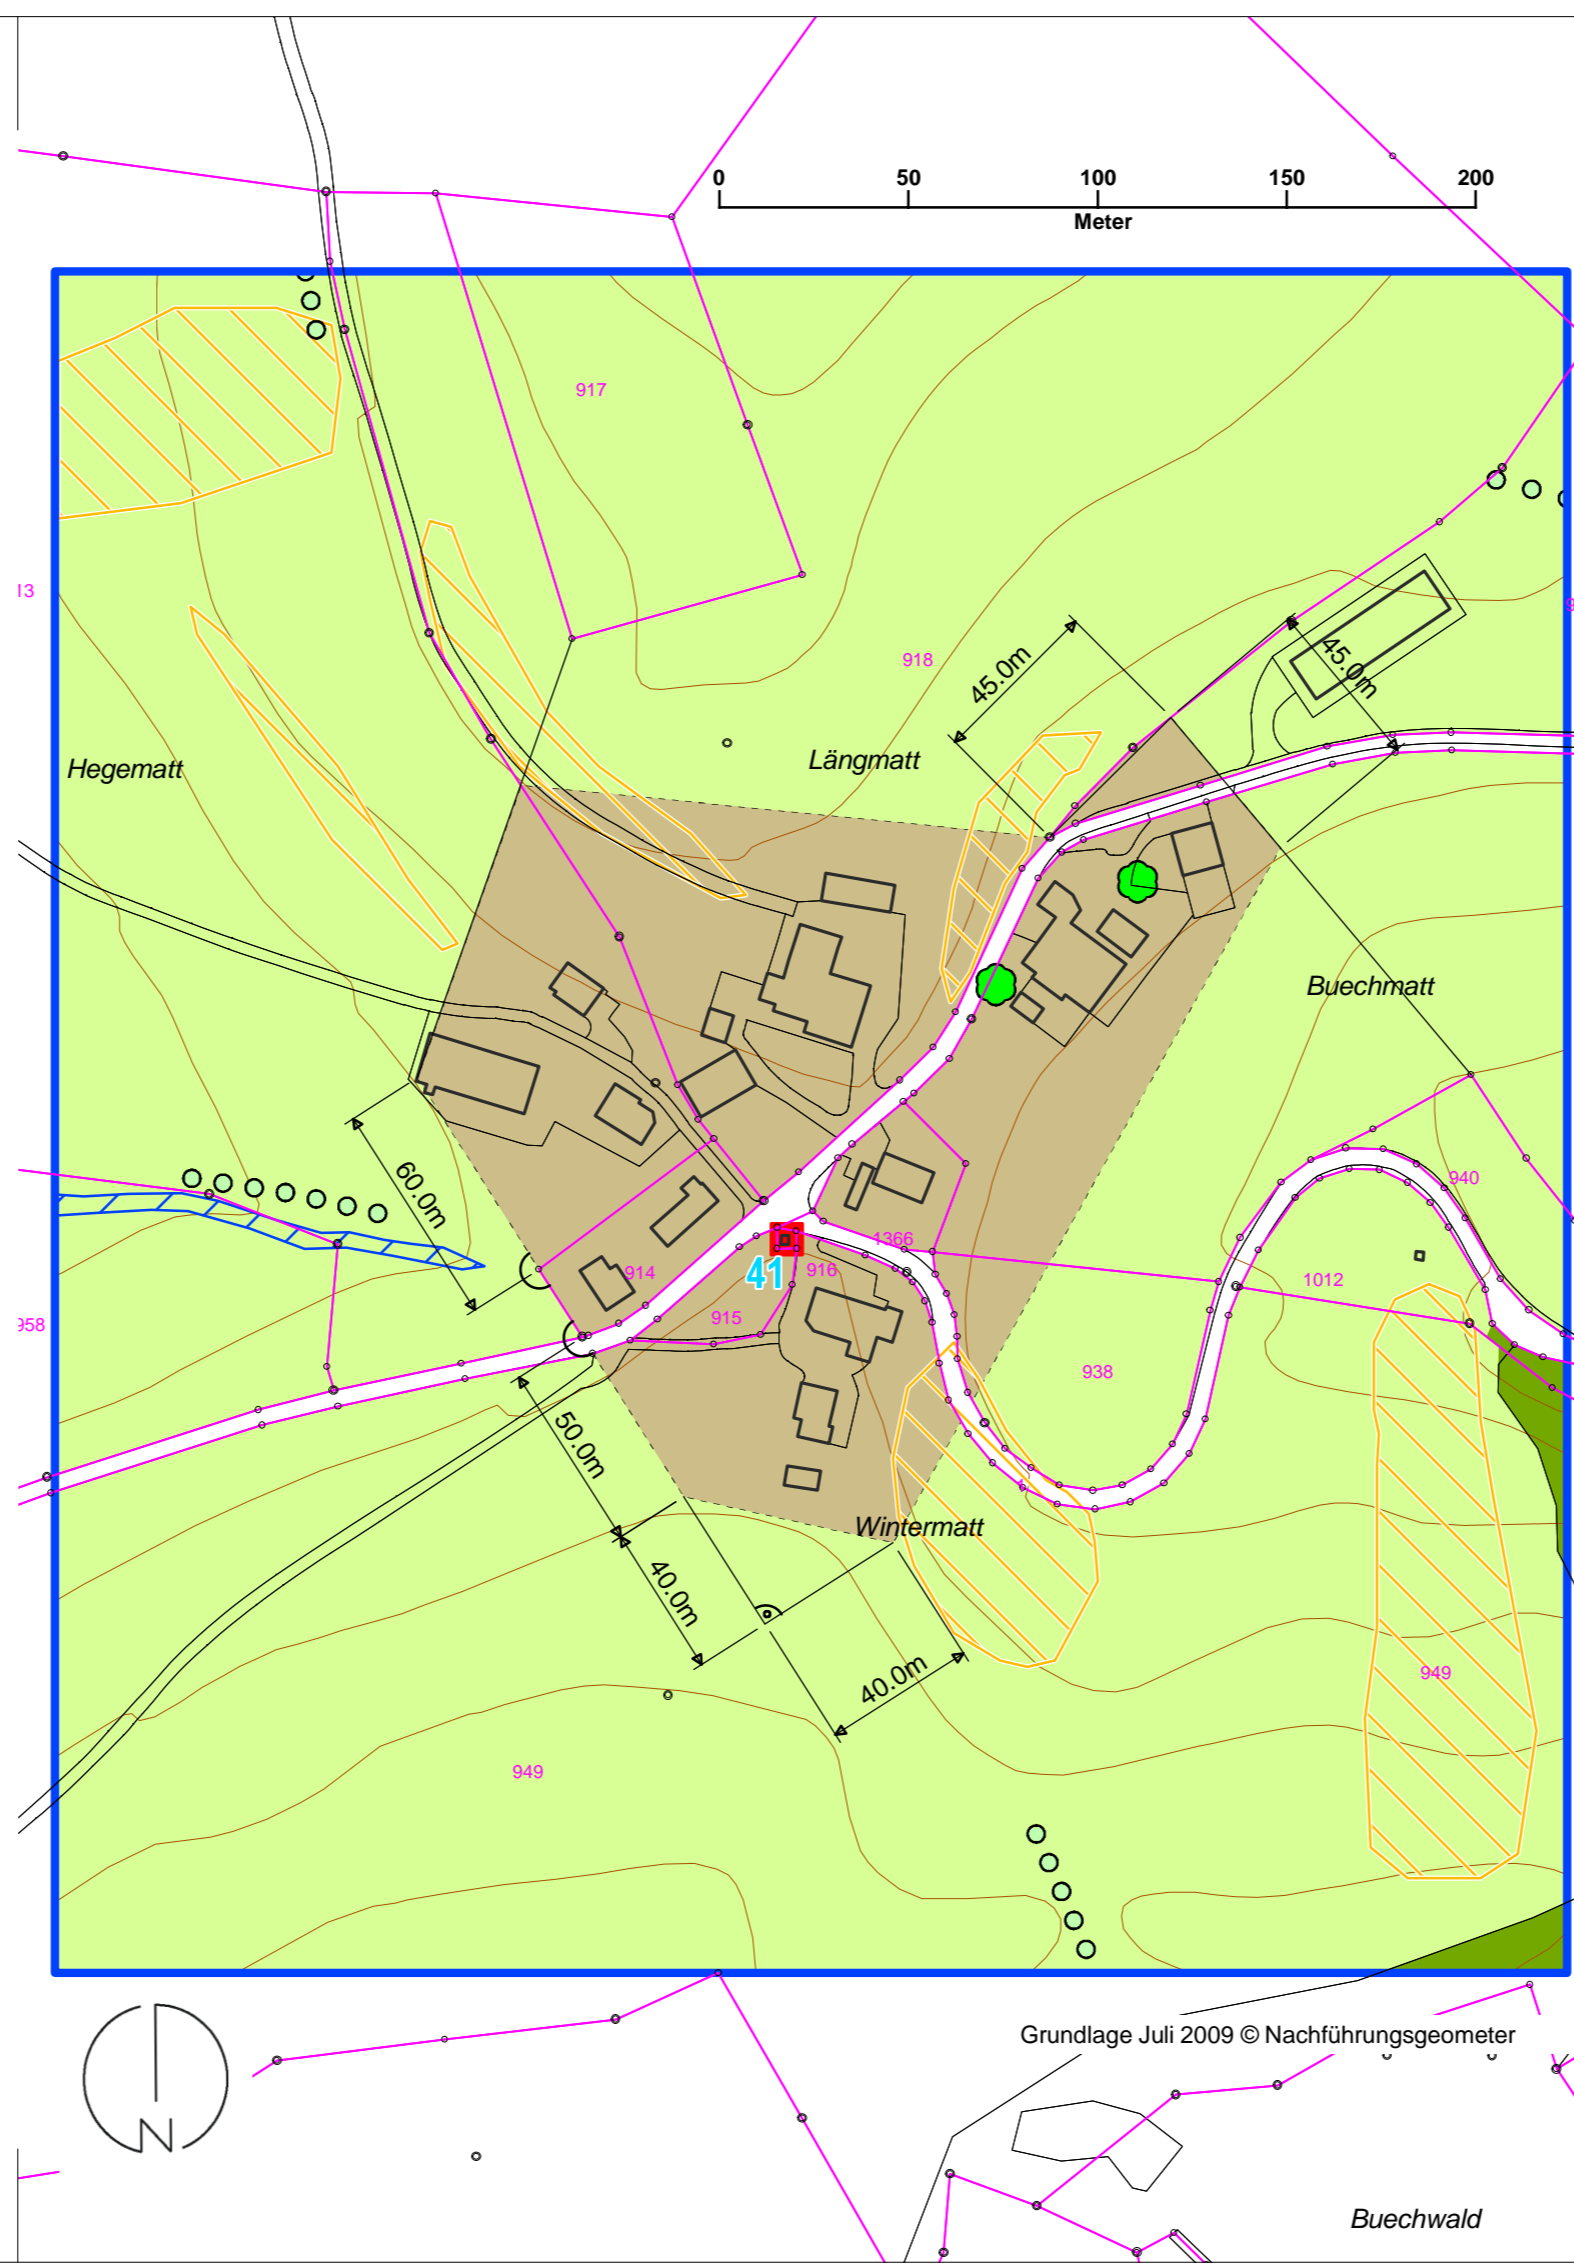 0 50 100 150 200
Meter
917
13
918
45.0m
45.0m
Hegematt
Längmatt
Buechmatt
60.0m
940
1366
41
916
914
1012
915
958
938
50.0m
Wintermatt
40.0m
40.0m
949
949
Grundlage Juli 2009 © Nachführungsgeometer
N
Buechwald